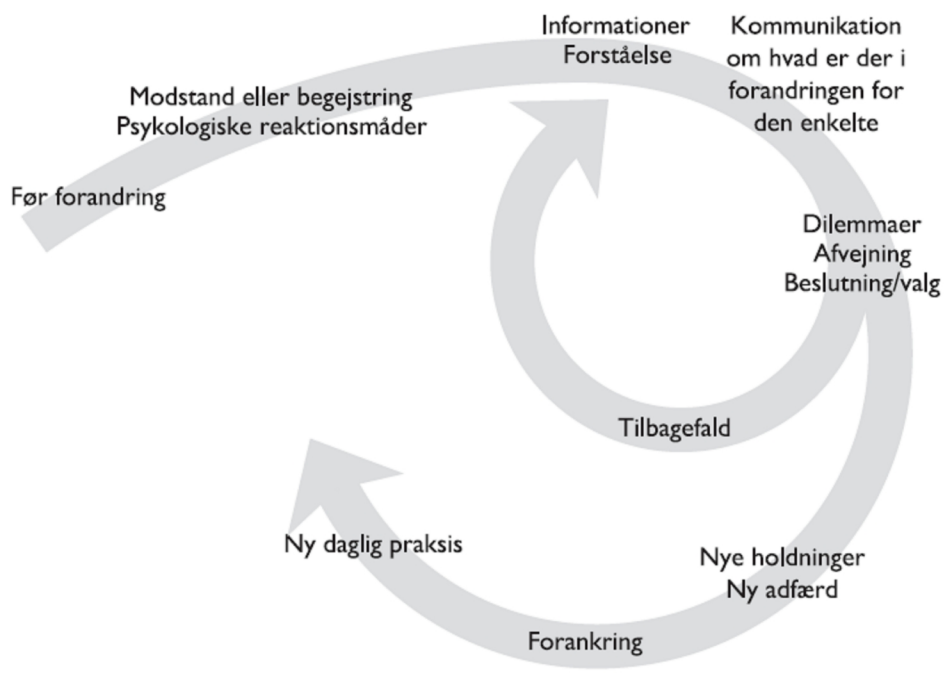 Før forandring
Modstand eller begejstring
Psykologiske reaktionsmåder
Informationer
Forståelse
Kommunikation
om hvad er der i
forandringen for
den enkelte
Dilemmaer
Afvejning
Beslutning/valg
Tilbagefald
Nye holdninger
Ny adfærd
Forankring
Ny daglig praksis